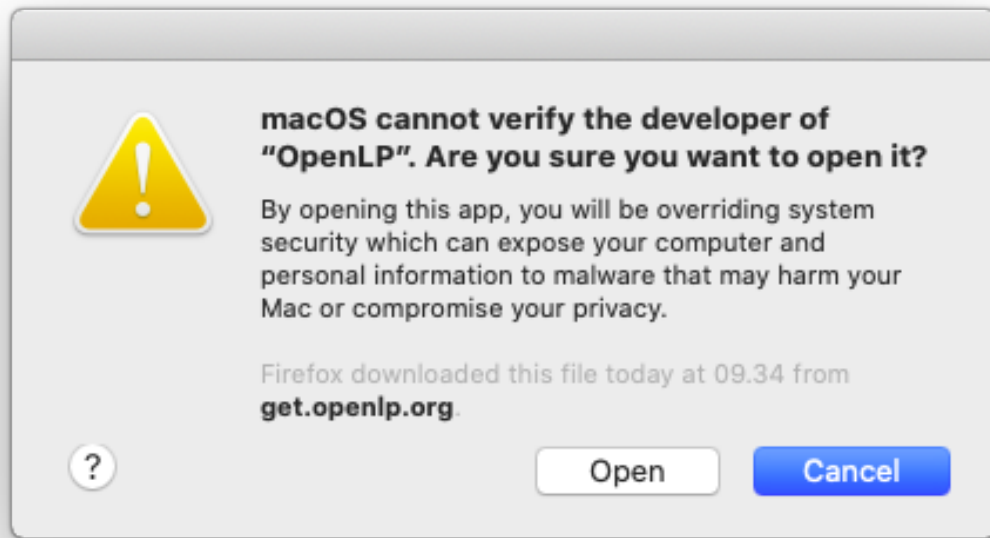 macOS cannot verify the developer of
“OpenLP”. Are you sure you want to open it?
By opening this app, you will be overriding system
security which can expose your computer and
personal information to malware that may harm your
Mac or compromise your privacy.
Firefox downloaded this file today at 09.34 from
get.openlp.org.
?
Open
Cancel